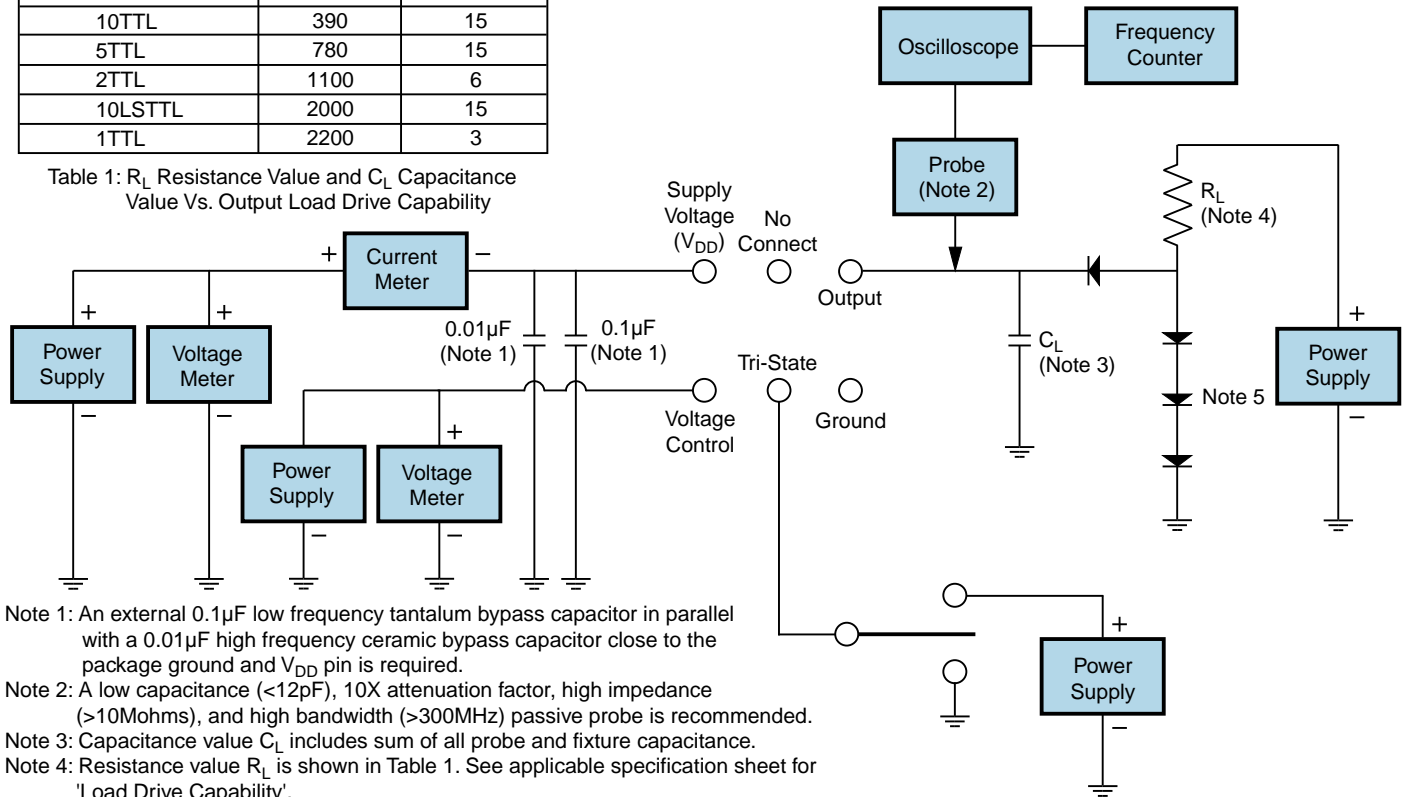 10TTL 390 15
5TTL 780 15
2TTL 1100 6
10LSTTL 2000 15
1TTL 2200 3
Table 1: RL Resistance Value and CL Capacitance
Value Vs. Output Load Drive Capability
Oscilloscope
Frequency
Counter
Probe
(Note 2)
RL
(Note 4)
Supply
Voltage
(VDD)
No
Connect
Output
+
Current
Meter
−
0.01µF
(Note 1)
0.1µF
(Note 1)
+
Power
Supply
−
+
Voltage
Meter
−
CL
(Note 3)
Note 5
+
Power
Supply
−
Tri-State
Voltage
Control
Ground
Power
Supply
−
+
Voltage
Meter
−
+
Power
Supply
−
Note 1: An external 0.1µF low frequency tantalum bypass capacitor in parallel
with a 0.01µF high frequency ceramic bypass capacitor close to the
package ground and VDD pin is required.
Note 2: A low capacitance (<12pF), 10X attenuation factor, high impedance
(>10Mohms), and high bandwidth (>300MHz) passive probe is recommended.
Note 3: Capacitance value CL includes sum of all probe and fixture capacitance.
Note 4: Resistance value RL is shown in Table 1. See applicable specification sheet for
'Load Drive Capability'.